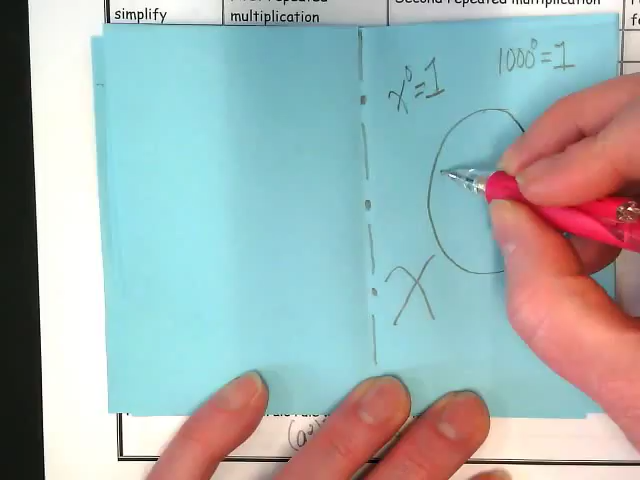 simplify
multiplication
Second repeated multiplication
x⁰=1
1000⁰=1
x